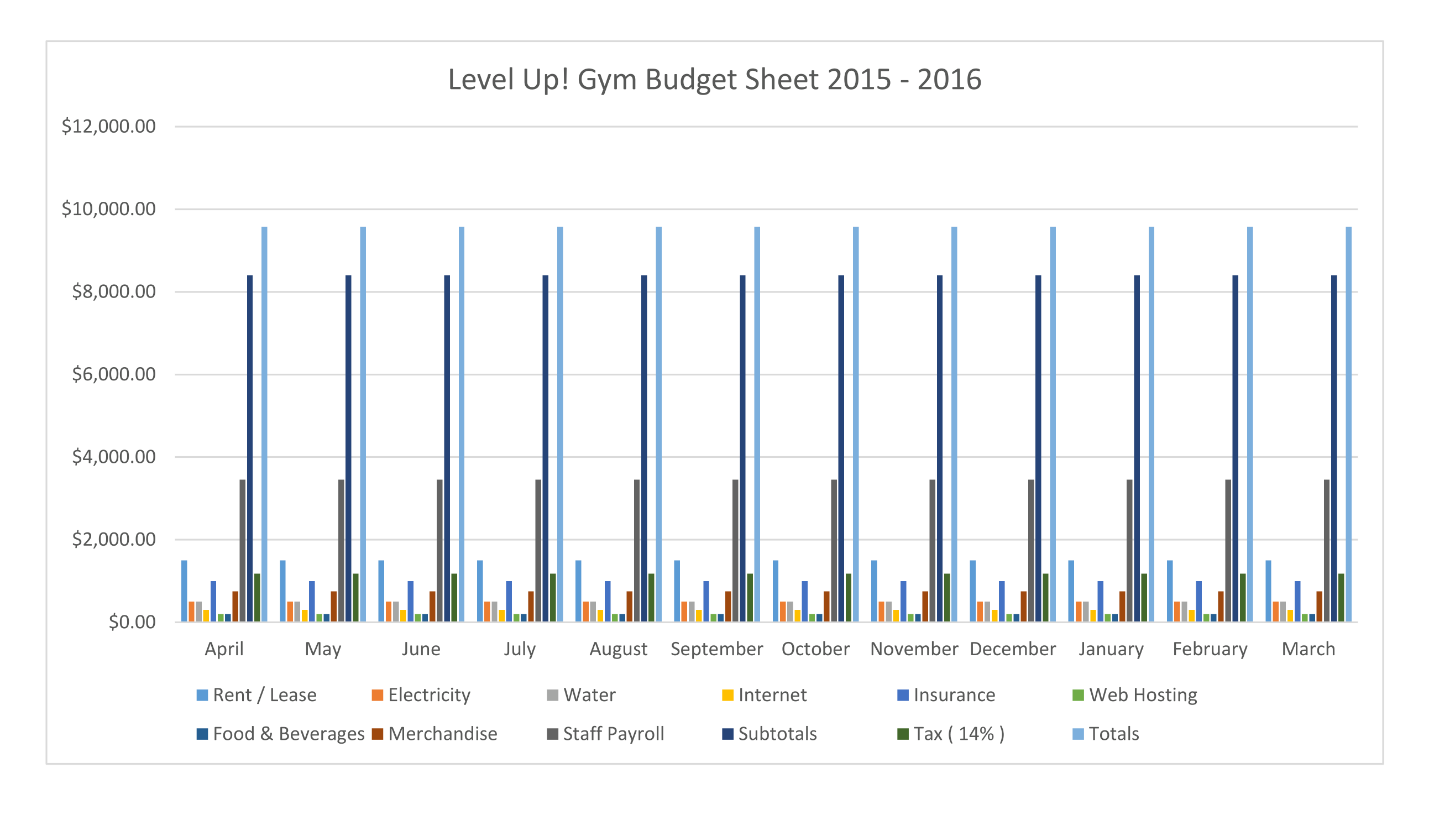 Level Up! Gym Budget Sheet 2015 - 2016
$12,000.00
$10,000.00
$8,000.00
$6,000.00
$4,000.00
$2,000.00
$0.00
April May June July August September October November December January February March
Rent / Lease Electricity Water Internet Insurance Web Hosting
Food & Beverages Merchandise Staff Payroll Subtotals Tax ( 14% ) Totals